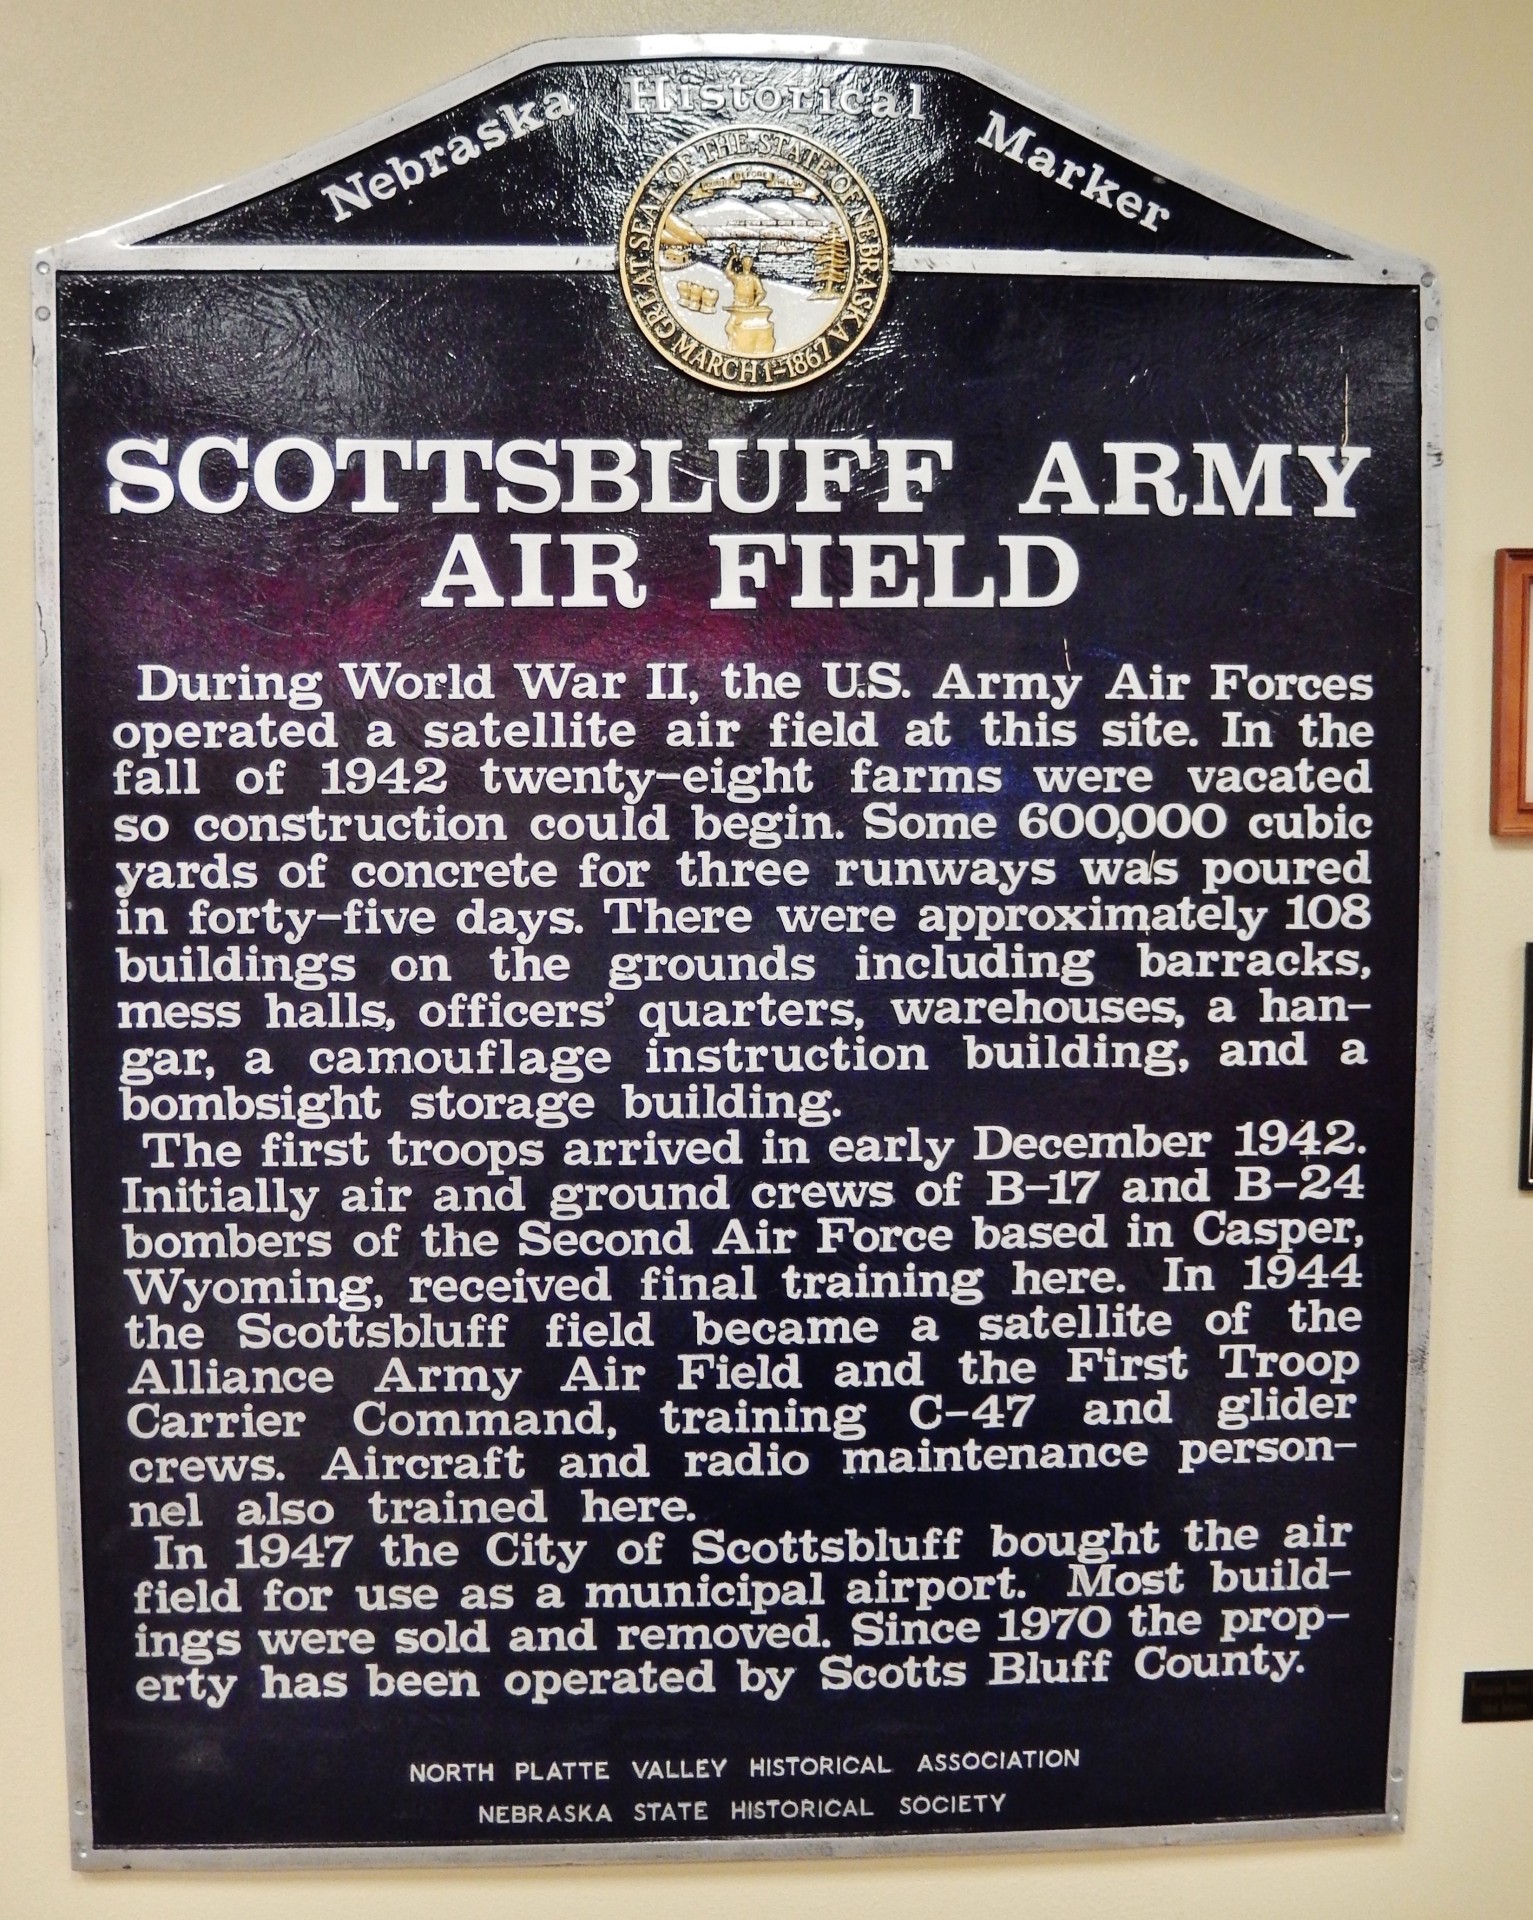 Nebraska Historical Marker
GREAT SEAL OF THE STATE OF NEBRASKA
BEFORE THE LAW
MARCH 1ST 1867
SCOTTSBLUFF ARMY
AIR FIELD
During World War II, the U.S. Army Air Forces
operated a satellite air field at this site. In the
fall of 1942 twenty-eight farms were vacated
so construction could begin. Some 600,000 cubic
yards of concrete for three runways was poured
in forty-five days. There were approximately 108
buildings on the grounds including barracks,
mess halls, officers' quarters, warehouses, a han-
gar, a camouflage instruction building, and a
bombsight storage building.
The first troops arrived in early December 1942.
Initially air and ground crews of B-17 and B-24
bombers of the Second Air Force based in Casper,
Wyoming, received final training here. In 1944
the Scottsbluff field became a satellite of the
Alliance Army Air Field and the First Troop
Carrier Command, training C-47 and glider
crews. Aircraft and radio maintenance person-
nel also trained here.
In 1947 the City of Scottsbluff bought the air
field for use as a municipal airport. Most build-
ings were sold and removed. Since 1970 the prop-
erty has been operated by Scotts Bluff County.
NORTH PLATTE VALLEY HISTORICAL ASSOCIATION
NEBRASKA STATE HISTORICAL SOCIETY